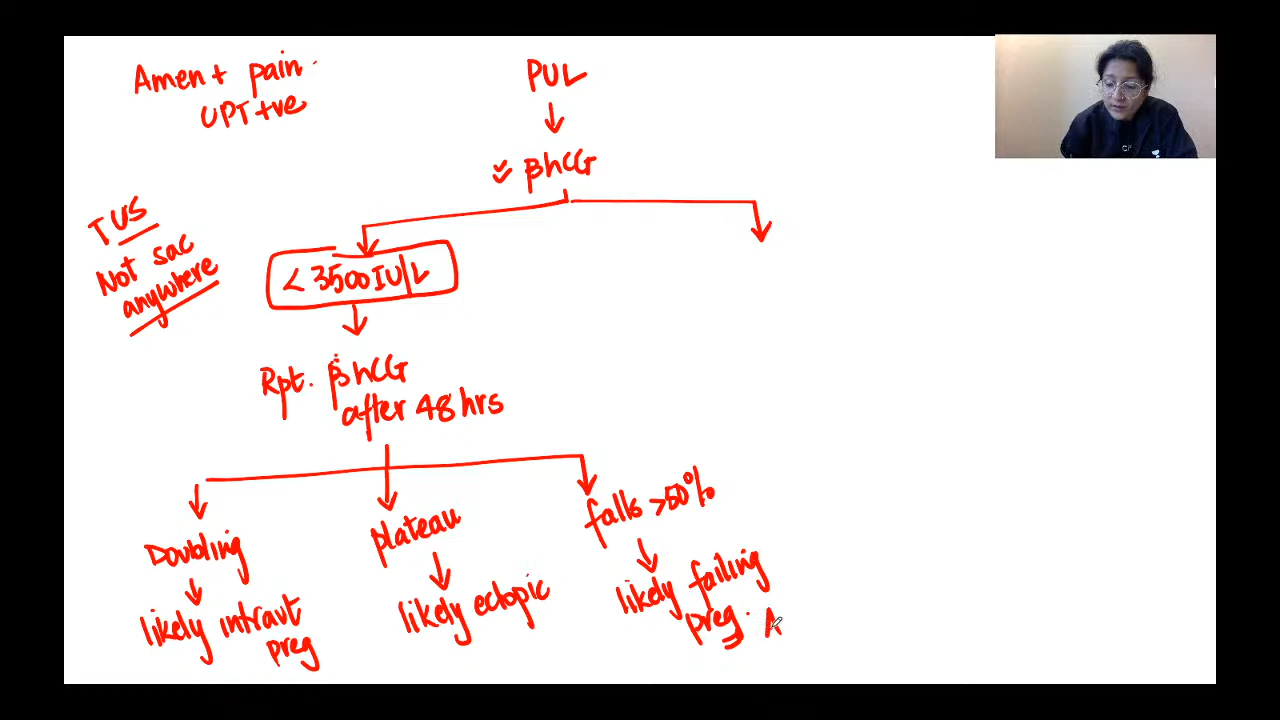 Amen + pain
UPT +ve
PUL
βhCG
TUS
Not sac
anywhere
< 3500 IU/L
Rpt. βhCG
after 48 hrs
Doubling
plateau
falls >50%
likely intraut
preg
likely ectopic
likely failing
preg. A